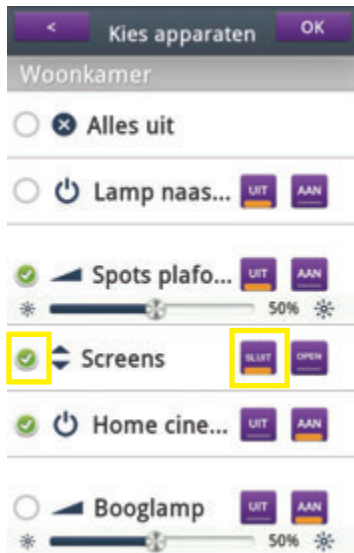 < Kies apparaten OK
Woonkamer
Alles uit
Lamp naas... UIT AAN
Spots plafo... UIT AAN
50%
Screens SLUIT OPEN
Home cine... UIT AAN
Booglamp UIT AAN
50%